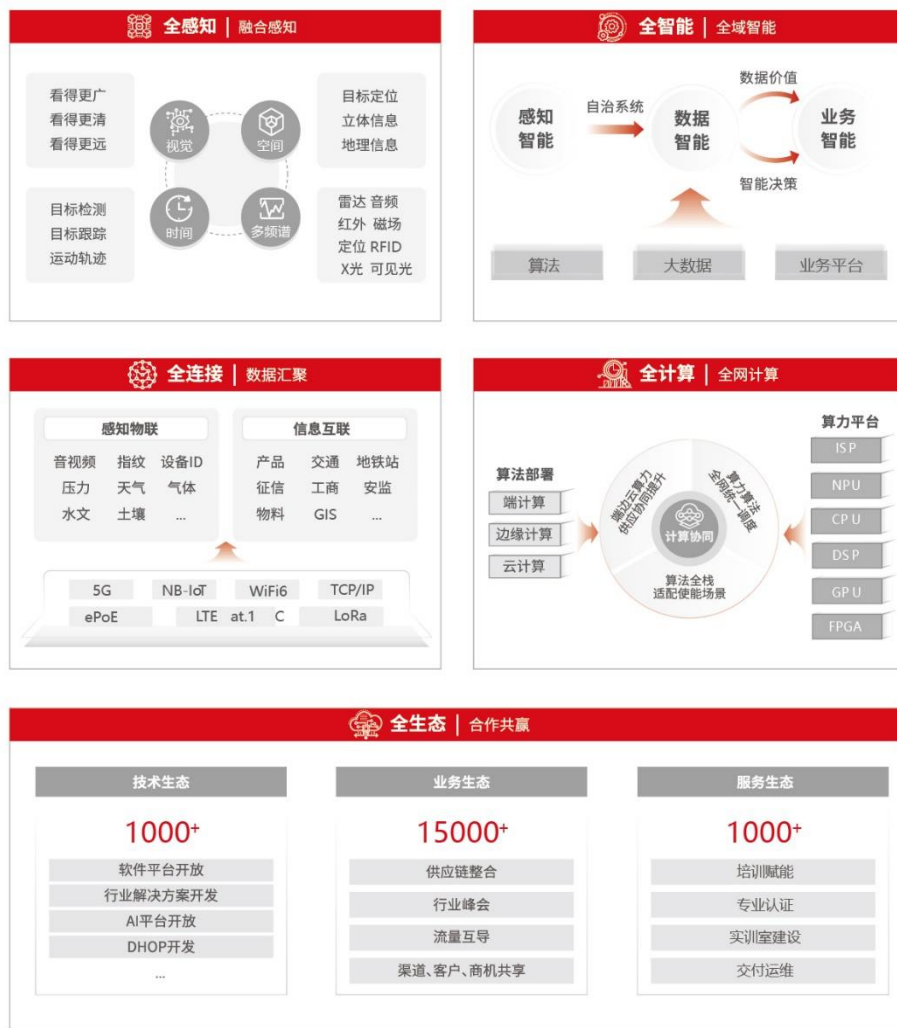 全感知 | 融合感知
看得更广
看得更清
看得更远
视觉
空间
目标定位
立体信息
地理信息
目标检测
目标跟踪
运动轨迹
时间
多频谱
雷达 音频
红外 磁场
定位 RFID
X光 可见光
全智能 | 全域智能
感知
智能
自治系统
数据
智能
数据价值
智能决策
业务
智能
算法
大数据
业务平台
全连接 | 数据汇聚
感知物联
音视频 指纹 设备ID
压力 天气 气体
水文 土壤 ...
信息互联
产品 交通 地铁站
征信 工商 安监
物料 GIS ...
5G NB-IoT WiFi6 TCP/IP
ePoE LTE at.1 C LoRa
全计算 | 全网计算
算法部署
端计算
边缘计算
云计算
端边云算力
供应协同提升
算力算法
全网统一调度
计算协同
算法全栈
适配使能场景
算力平台
ISP
NPU
CPU
DSP
GPU
FPGA
全生态 | 合作共赢
技术生态
1000+
软件平台开放
行业解决方案开发
AI平台开放
DHOP开发
...
业务生态
15000+
供应链整合
行业峰会
流量互导
渠道、客户、商机共享
服务生态
1000+
培训赋能
专业认证
实训室建设
交付运维